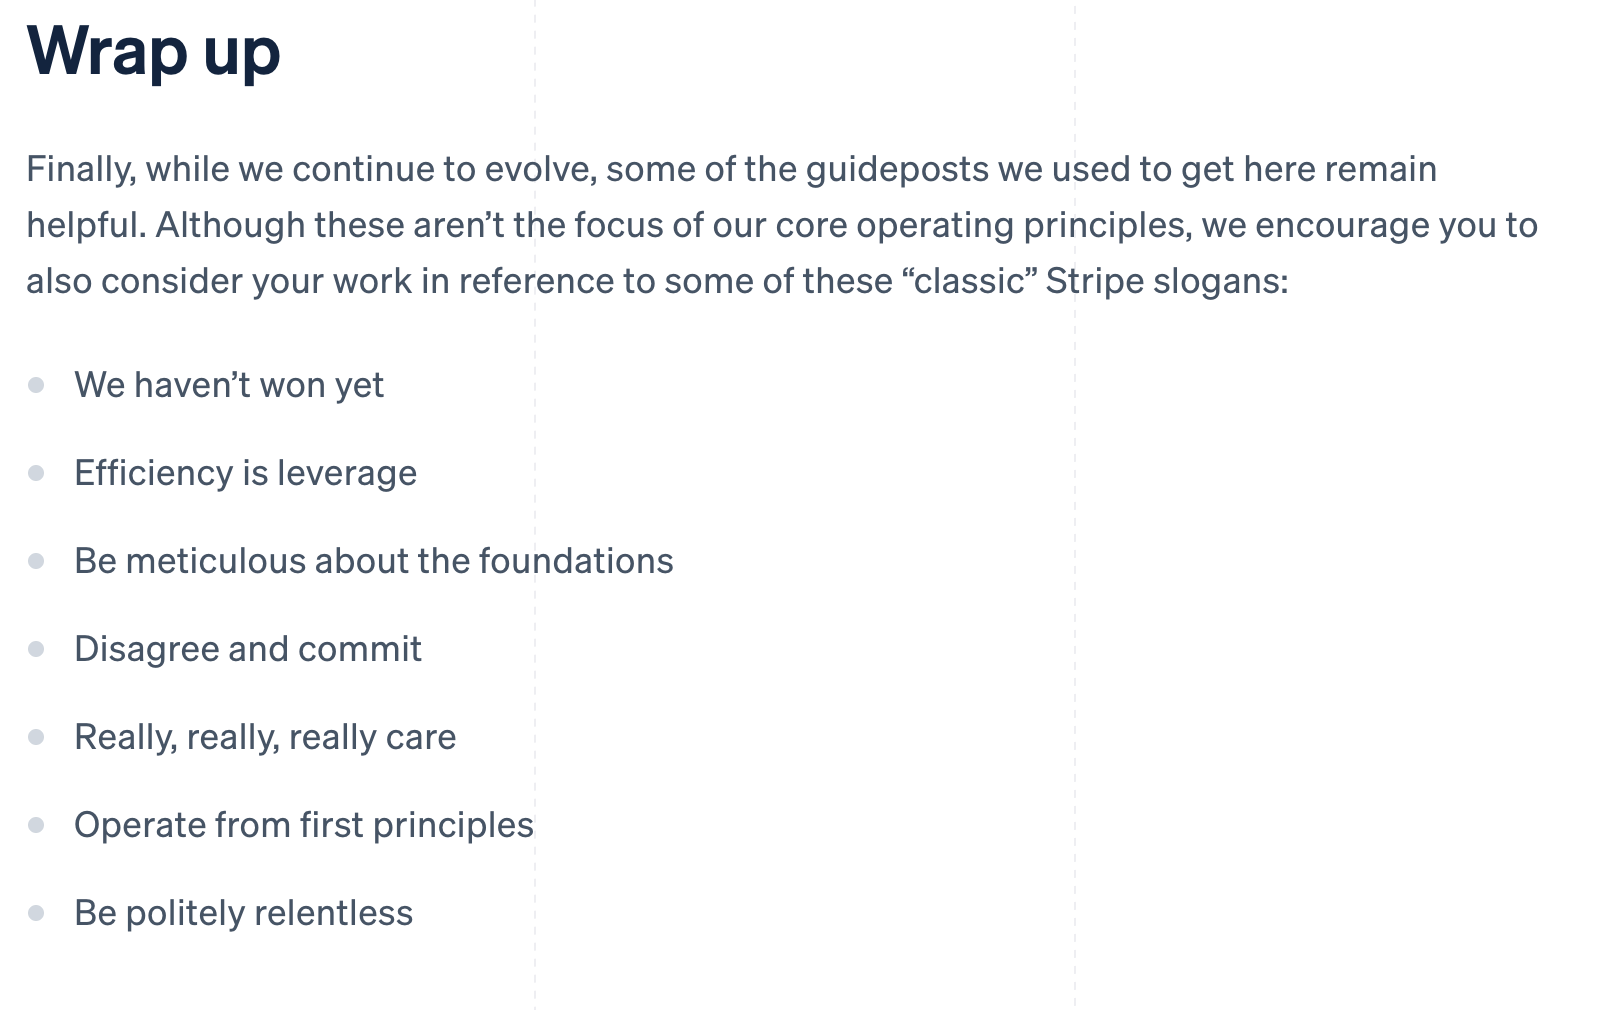 Wrap up
Finally, while we continue to evolve, some of the guideposts we used to get here remain
helpful. Although these aren’t the focus of our core operating principles, we encourage you to
also consider your work in reference to some of these “classic” Stripe slogans:
We haven’t won yet
Efficiency is leverage
Be meticulous about the foundations
Disagree and commit
Really, really, really care
Operate from first principles
Be politely relentless